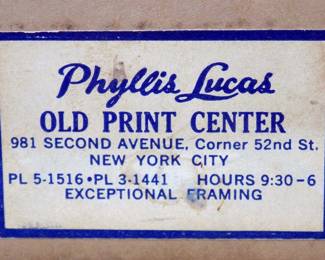 Phyllis Lucas
OLD PRINT CENTER
981 SECOND AVENUE, Corner 52nd St.
NEW YORK CITY
PL 5-1516 • PL 3-1441 HOURS 9:30-6
EXCEPTIONAL FRAMING